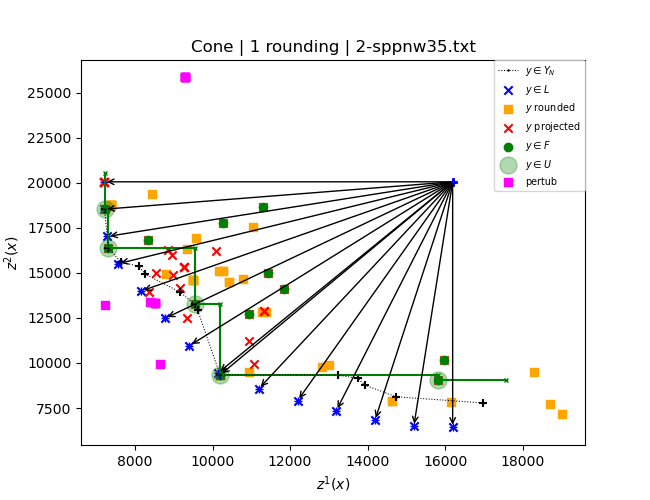 Cone | 1 rounding | 2-sppnw35.txt
y ∈ Y_N
y ∈ L
y rounded
y projected
y ∈ F
y ∈ U
pertub
25000
22500
20000
17500
15000
12500
10000
7500
z²(x)
8000 10000 12000 14000 16000 18000
z¹(x)